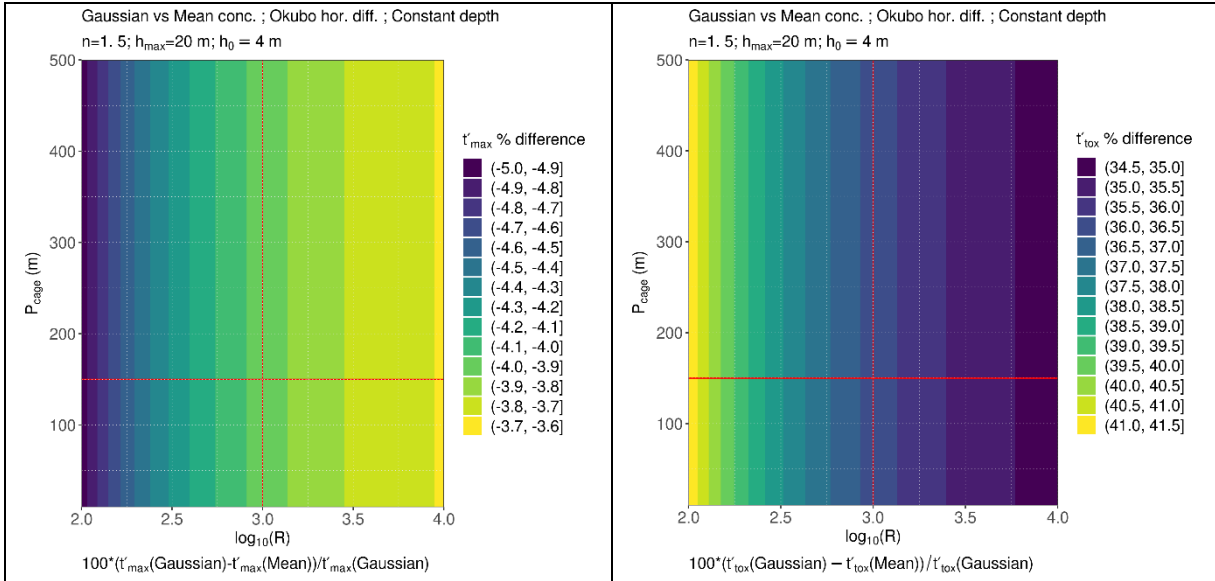 Gaussian vs Mean conc. ; Okubo hor. diff. ; Constant depth
n=1. 5; hmax=20 m; h0 = 4 m
500
400
300
200
100
Pcage (m)
2.0 2.5 3.0 3.5 4.0
log10(R)
100*(t′max(Gaussian)-t′max(Mean))/t′max(Gaussian)
t′max % difference
(-5.0, -4.9]
(-4.9, -4.8]
(-4.8, -4.7]
(-4.7, -4.6]
(-4.6, -4.5]
(-4.5, -4.4]
(-4.4, -4.3]
(-4.3, -4.2]
(-4.2, -4.1]
(-4.1, -4.0]
(-4.0, -3.9]
(-3.9, -3.8]
(-3.8, -3.7]
(-3.7, -3.6]
Gaussian vs Mean conc. ; Okubo hor. diff. ; Constant depth
n=1. 5; hmax=20 m; h0 = 4 m
500
400
300
200
100
Pcage (m)
2.0 2.5 3.0 3.5 4.0
log10(R)
100*(t′tox(Gaussian) − t′tox(Mean))/t′tox(Gaussian)
t′tox % difference
(34.5, 35.0]
(35.0, 35.5]
(35.5, 36.0]
(36.0, 36.5]
(36.5, 37.0]
(37.0, 37.5]
(37.5, 38.0]
(38.0, 38.5]
(38.5, 39.0]
(39.0, 39.5]
(39.5, 40.0]
(40.0, 40.5]
(40.5, 41.0]
(41.0, 41.5]